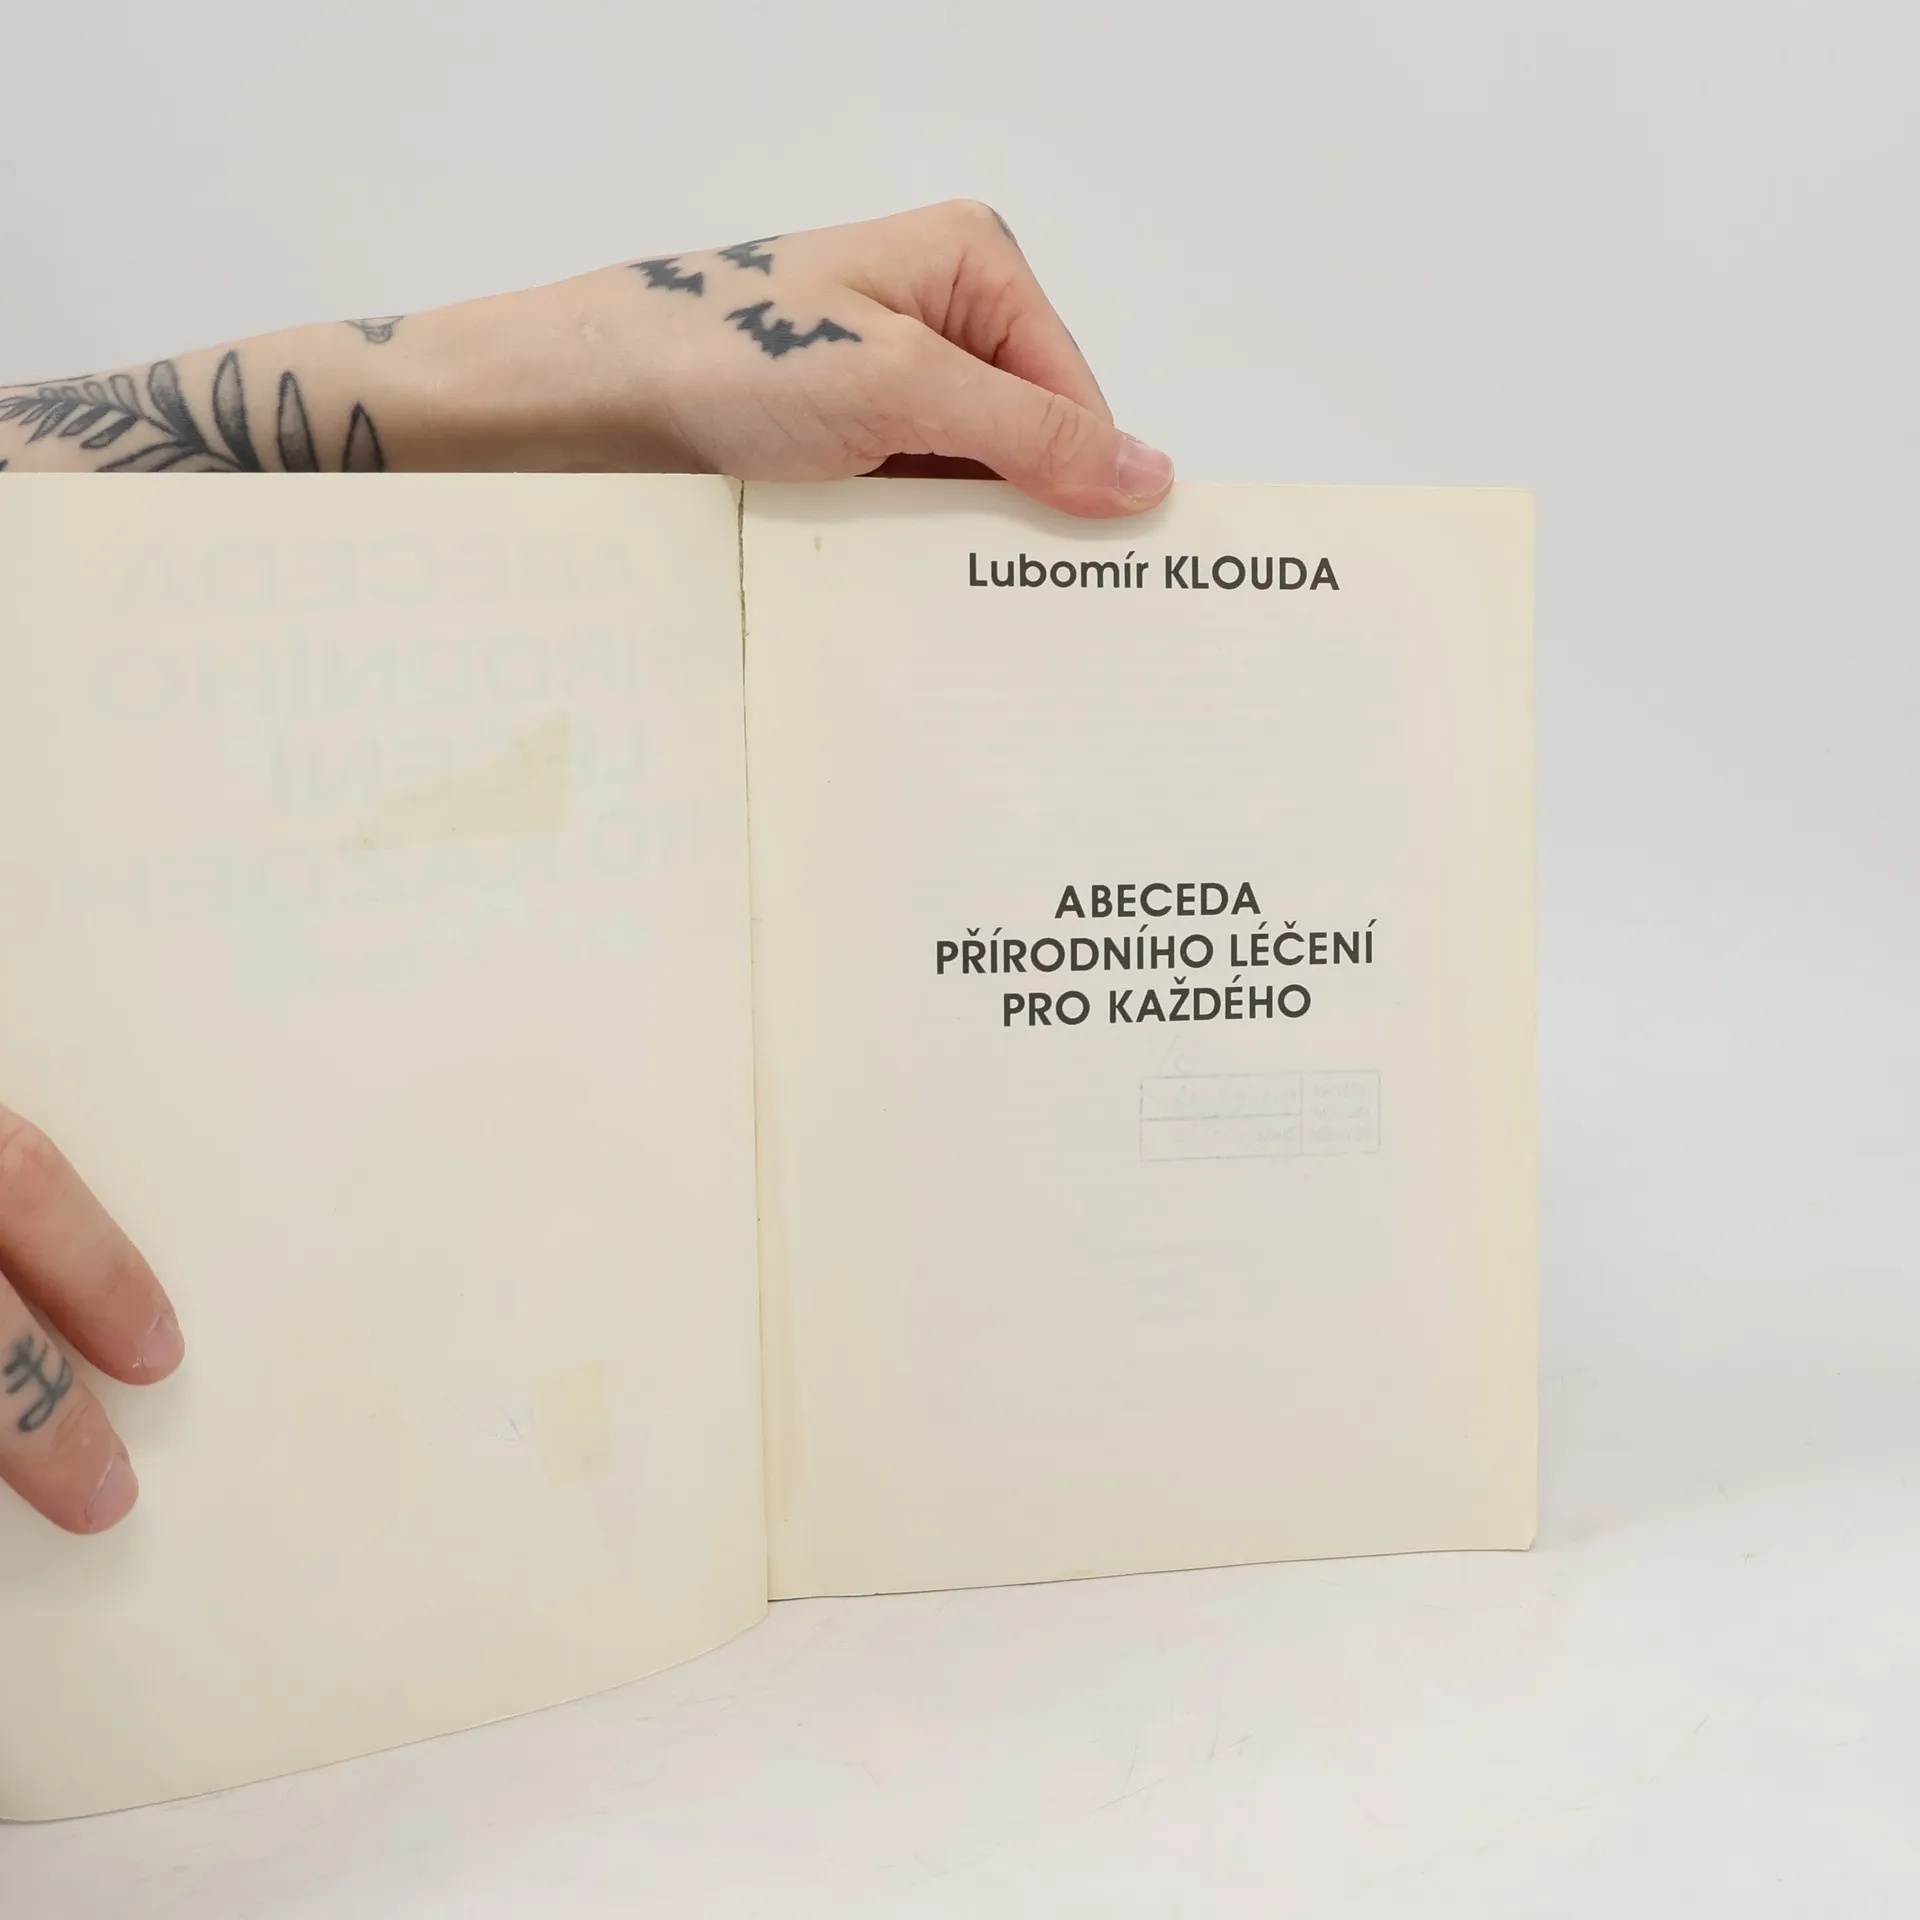 Lubomír KLOUDA
ABECEDA
PŘÍRODNÍHO LÉČENÍ
PRO KAŽDÉHO